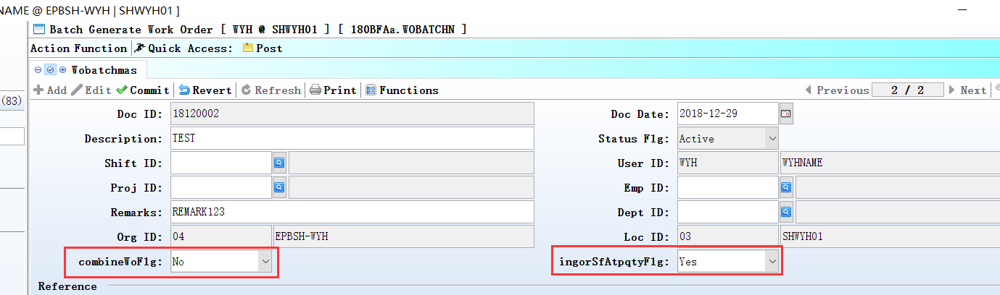 NAME @ EPBSH-WYH | SHWYH01 ]
Batch Generate Work Order [ WYH @ SHWYH01 ] [ 180BFAa.WOBATCHN ]
Action Function Quick Access: Post
Wobatchmas
Add Edit Commit Revert Refresh Print Functions Previous 2 / 2 Next
(83)
Doc ID: 18120002 Doc Date: 2018-12-29
Description: TEST Status Flg: Active
Shift ID: User ID: WYH WYHNAME
Proj ID: Emp ID:
Remarks: REMARK123 Dept ID:
Org ID: 04 EPBSH-WYH Loc ID: 03 SHWYH01
combineWoFlg: No ingorSfAtpqtyFlg: Yes
Reference